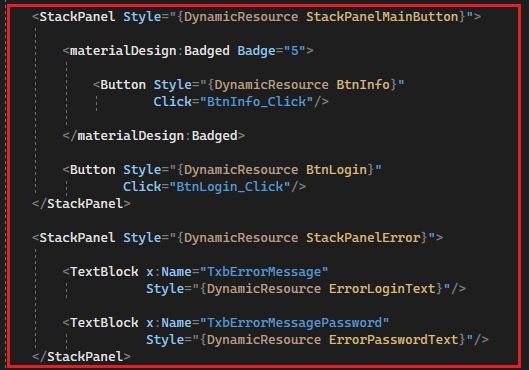 <StackPanel Style="{DynamicResource StackPanelMainButton}">
<materialDesign:Badged Badge="5">
<Button Style="{DynamicResource BtnInfo}"
Click="BtnInfo_Click"/>
</materialDesign:Badged>
<Button Style="{DynamicResource BtnLogin}"
Click="BtnLogin_Click"/>
</StackPanel>
<StackPanel Style="{DynamicResource StackPanelError}">
<TextBlock x:Name="TxbErrorMessage"
Style="{DynamicResource ErrorLoginText}"/>
<TextBlock x:Name="TxbErrorMessagePassword"
Style="{DynamicResource ErrorPasswordText}"/>
</StackPanel>